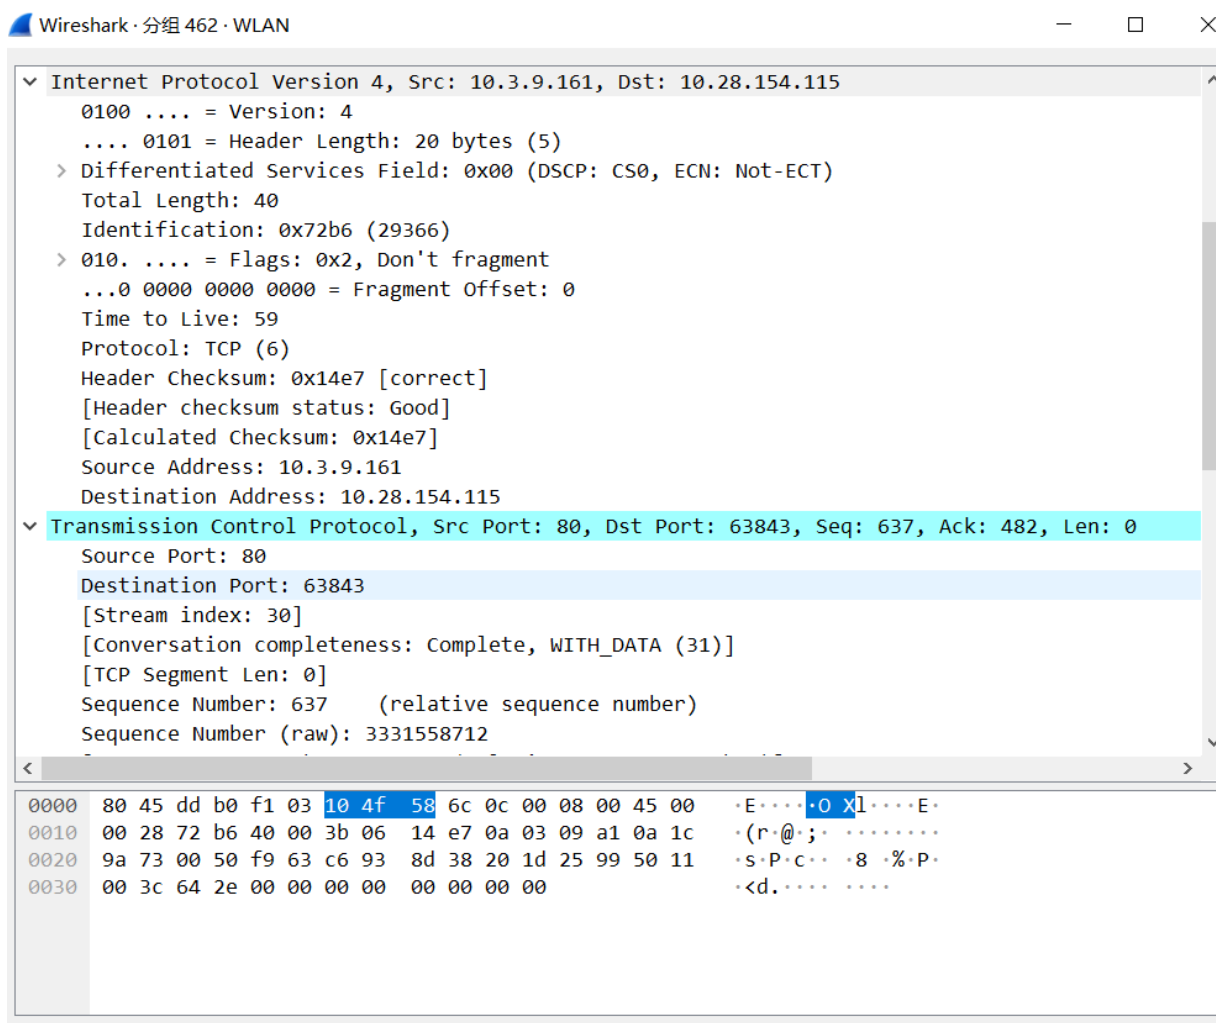 Wireshark · 分组 462 · WLAN
Internet Protocol Version 4, Src: 10.3.9.161, Dst: 10.28.154.115
0100 .... = Version: 4
.... 0101 = Header Length: 20 bytes (5)
Differentiated Services Field: 0x00 (DSCP: CS0, ECN: Not-ECT)
Total Length: 40
Identification: 0x72b6 (29366)
010. .... = Flags: 0x2, Don't fragment
...0 0000 0000 0000 = Fragment Offset: 0
Time to Live: 59
Protocol: TCP (6)
Header Checksum: 0x14e7 [correct]
[Header checksum status: Good]
[Calculated Checksum: 0x14e7]
Source Address: 10.3.9.161
Destination Address: 10.28.154.115
Transmission Control Protocol, Src Port: 80, Dst Port: 63843, Seq: 637, Ack: 482, Len: 0
Source Port: 80
Destination Port: 63843
[Stream index: 30]
[Conversation completeness: Complete, WITH_DATA (31)]
[TCP Segment Len: 0]
Sequence Number: 637    (relative sequence number)
Sequence Number (raw): 3331558712
0000 80 45 dd b0 f1 03 10 4f 58 6c 0c 00 08 00 45 00 ·E·····O Xl····E·
0010 00 28 72 b6 40 00 3b 06 14 e7 0a 03 09 a1 0a 1c ·(r·@·;· ········
0020 9a 73 00 50 f9 63 c6 93 8d 38 20 1d 25 99 50 11 ·s·P·c·· ·8 ·%·P·
0030 00 3c 64 2e 00 00 00 00 00 00 00 00 ·<d.···· ····